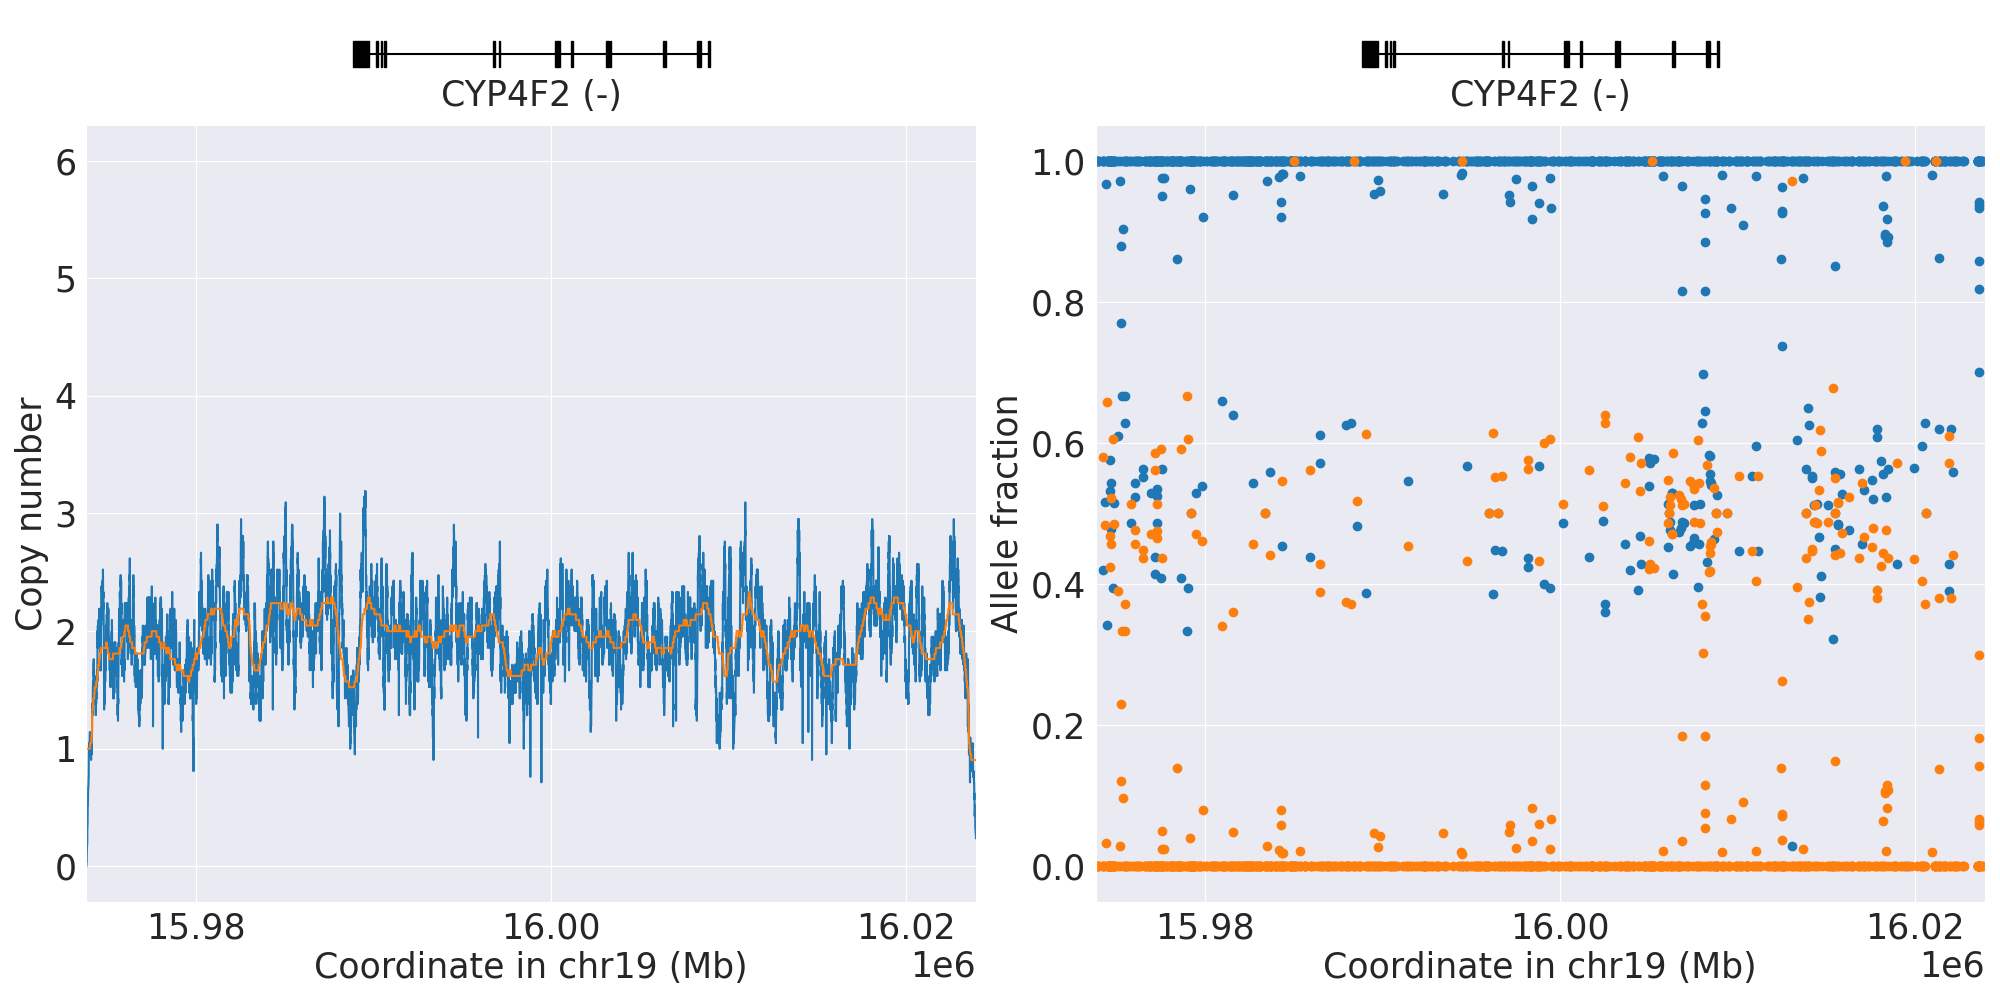 CYP4F2 (-)
6
5
4
3
2
1
0
Copy number
15.98
16.00
16.02
Coordinate in chr19 (Mb)
1e6
CYP4F2 (-)
1.0
0.8
0.6
0.4
0.2
0.0
Allele fraction
15.98
16.00
16.02
Coordinate in chr19 (Mb)
1e6